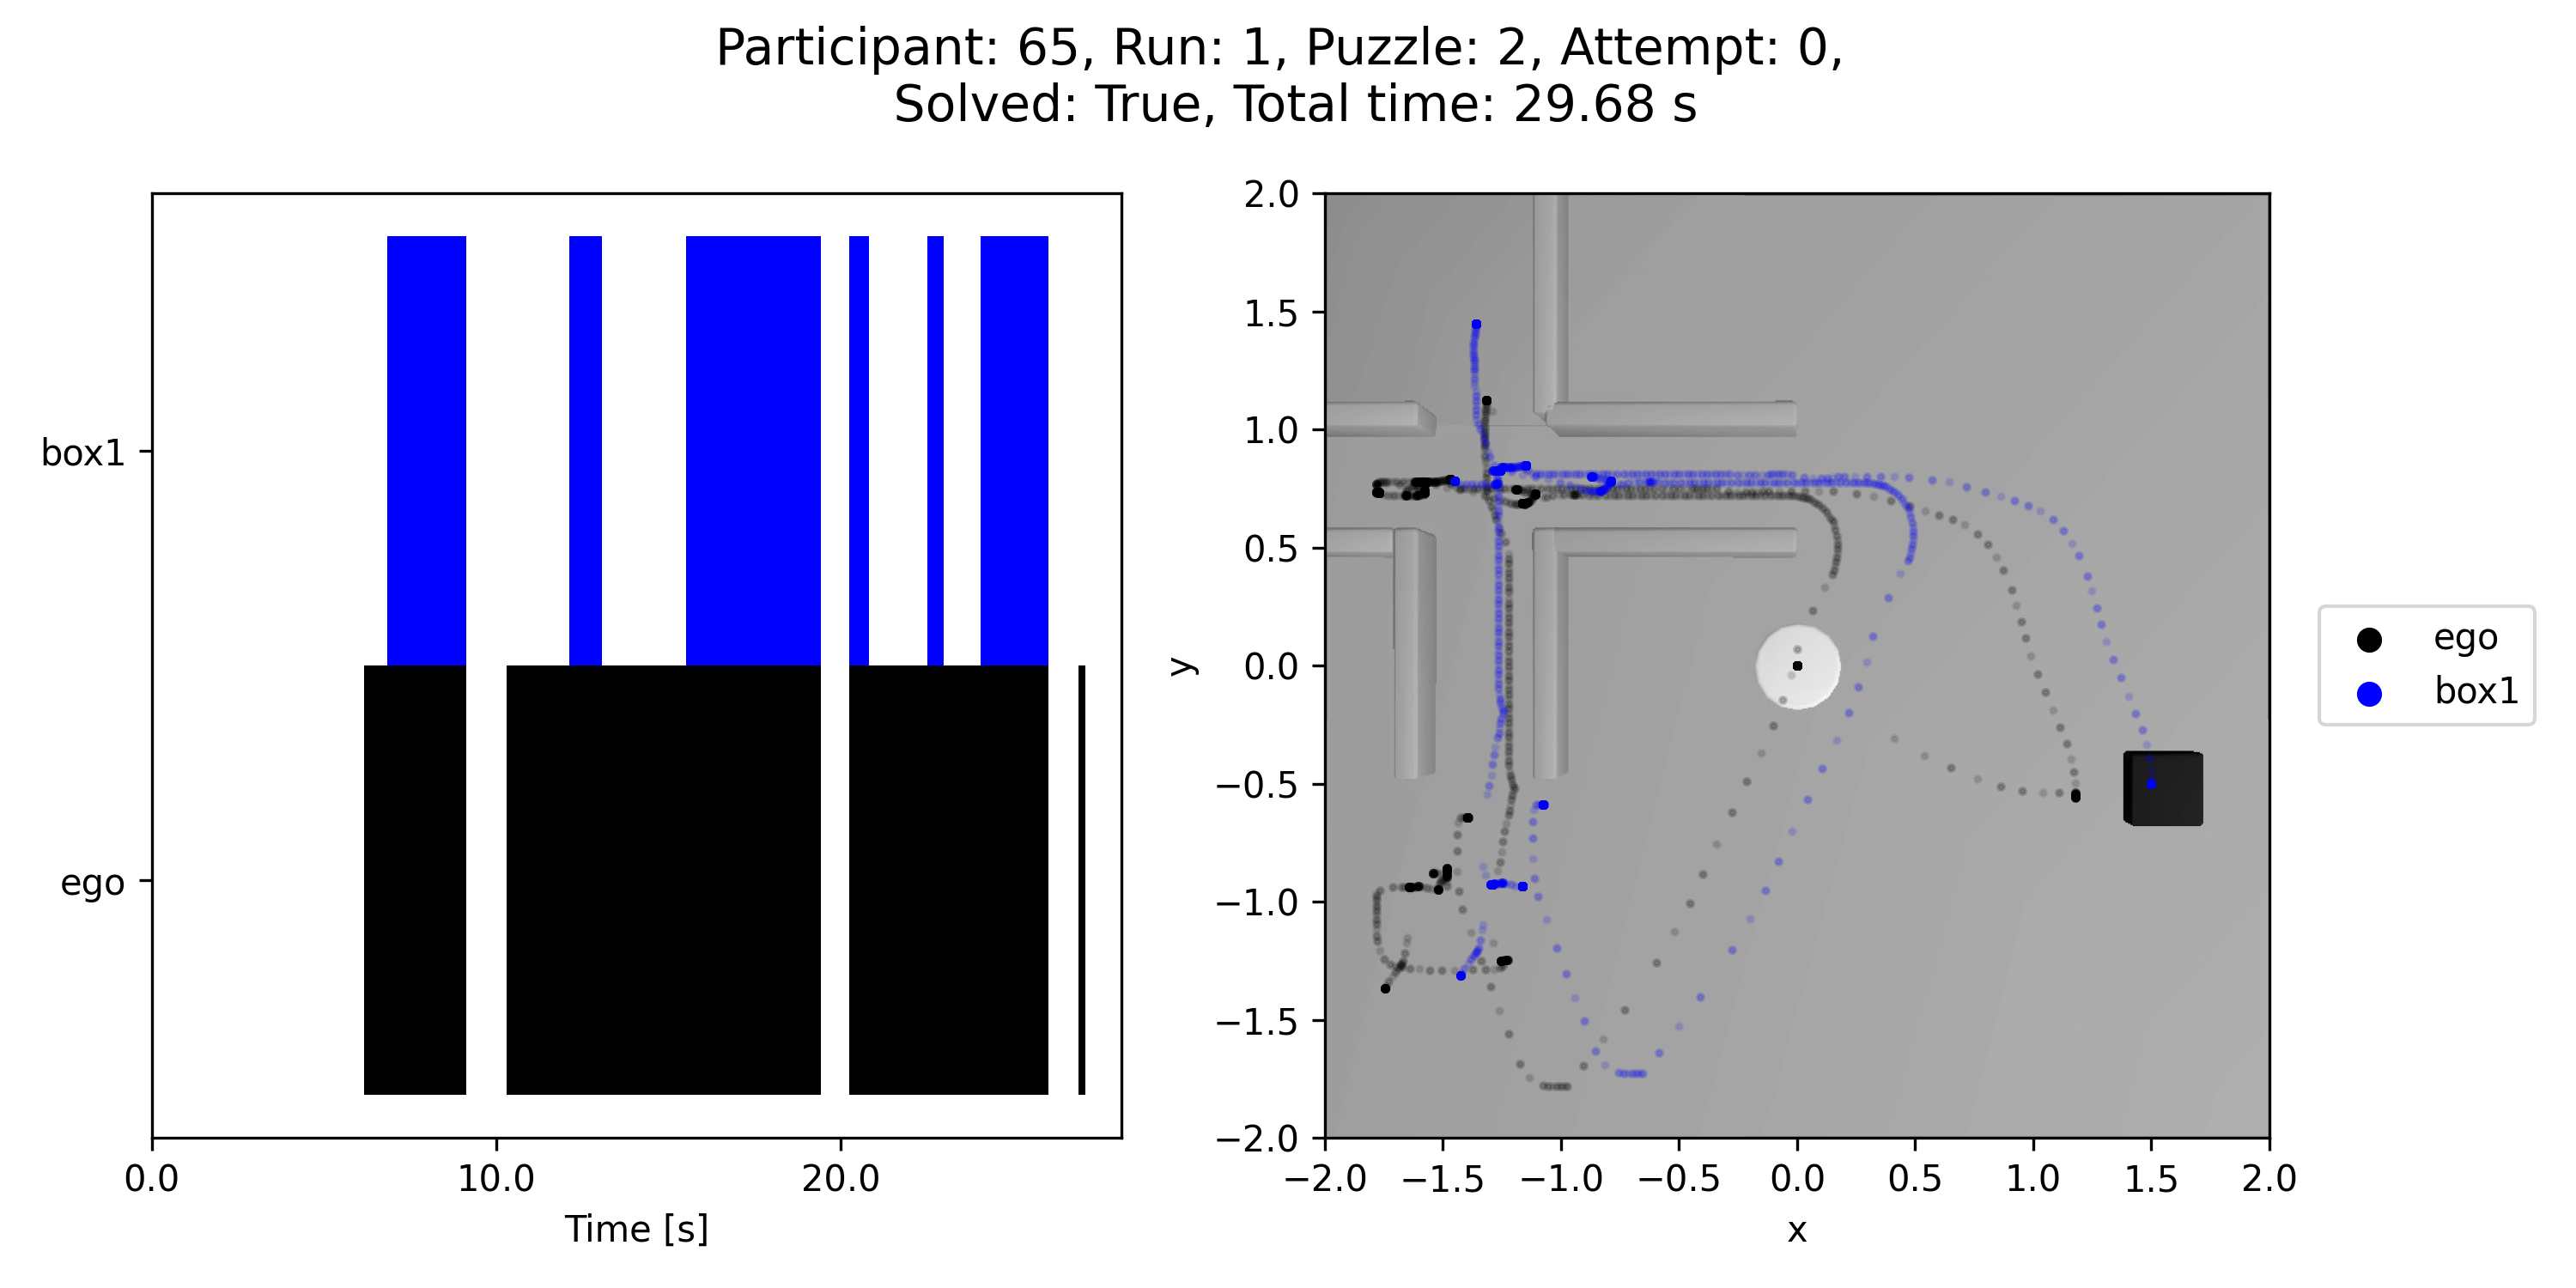 Participant: 65, Run: 1, Puzzle: 2, Attempt: 0,
Solved: True, Total time: 29.68 s
box1
ego
0.0
10.0
20.0
Time [s]
2.0
1.5
1.0
0.5
0.0
−0.5
−1.0
−1.5
−2.0
y
−2.0
−1.5
−1.0
−0.5
0.0
0.5
1.0
1.5
2.0
x
ego
box1